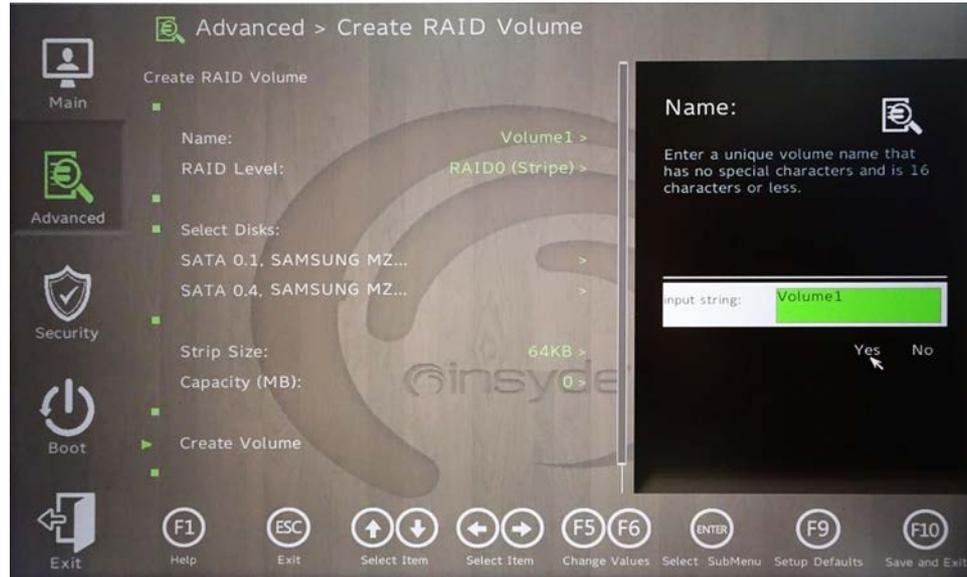 Advanced > Create RAID Volume
Main
Advanced
Security
Boot
Exit
Create RAID Volume
Name: Volume1 >
RAID Level: RAID0 (Stripe) >
Select Disks:
SATA 0.1, SAMSUNG MZ... >
SATA 0.4, SAMSUNG MZ... >
Strip Size: 64KB >
Capacity (MB): 0 >
Create Volume
insyde
Name:
Enter a unique volume name that
has no special characters and is 16
characters or less.
input string: Volume1
Yes No
F1 ESC F5 F6 ENTER F9 F10
Help Exit Select Item Select Item Change Values Select SubMenu Setup Defaults Save and Exit